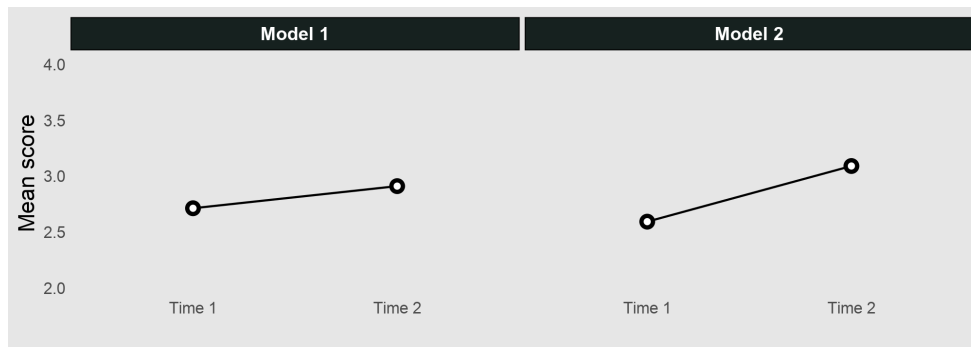 Model 1
Model 2
Mean score
4.0
3.5
3.0
2.5
2.0
Time 1
Time 2
Time 1
Time 2